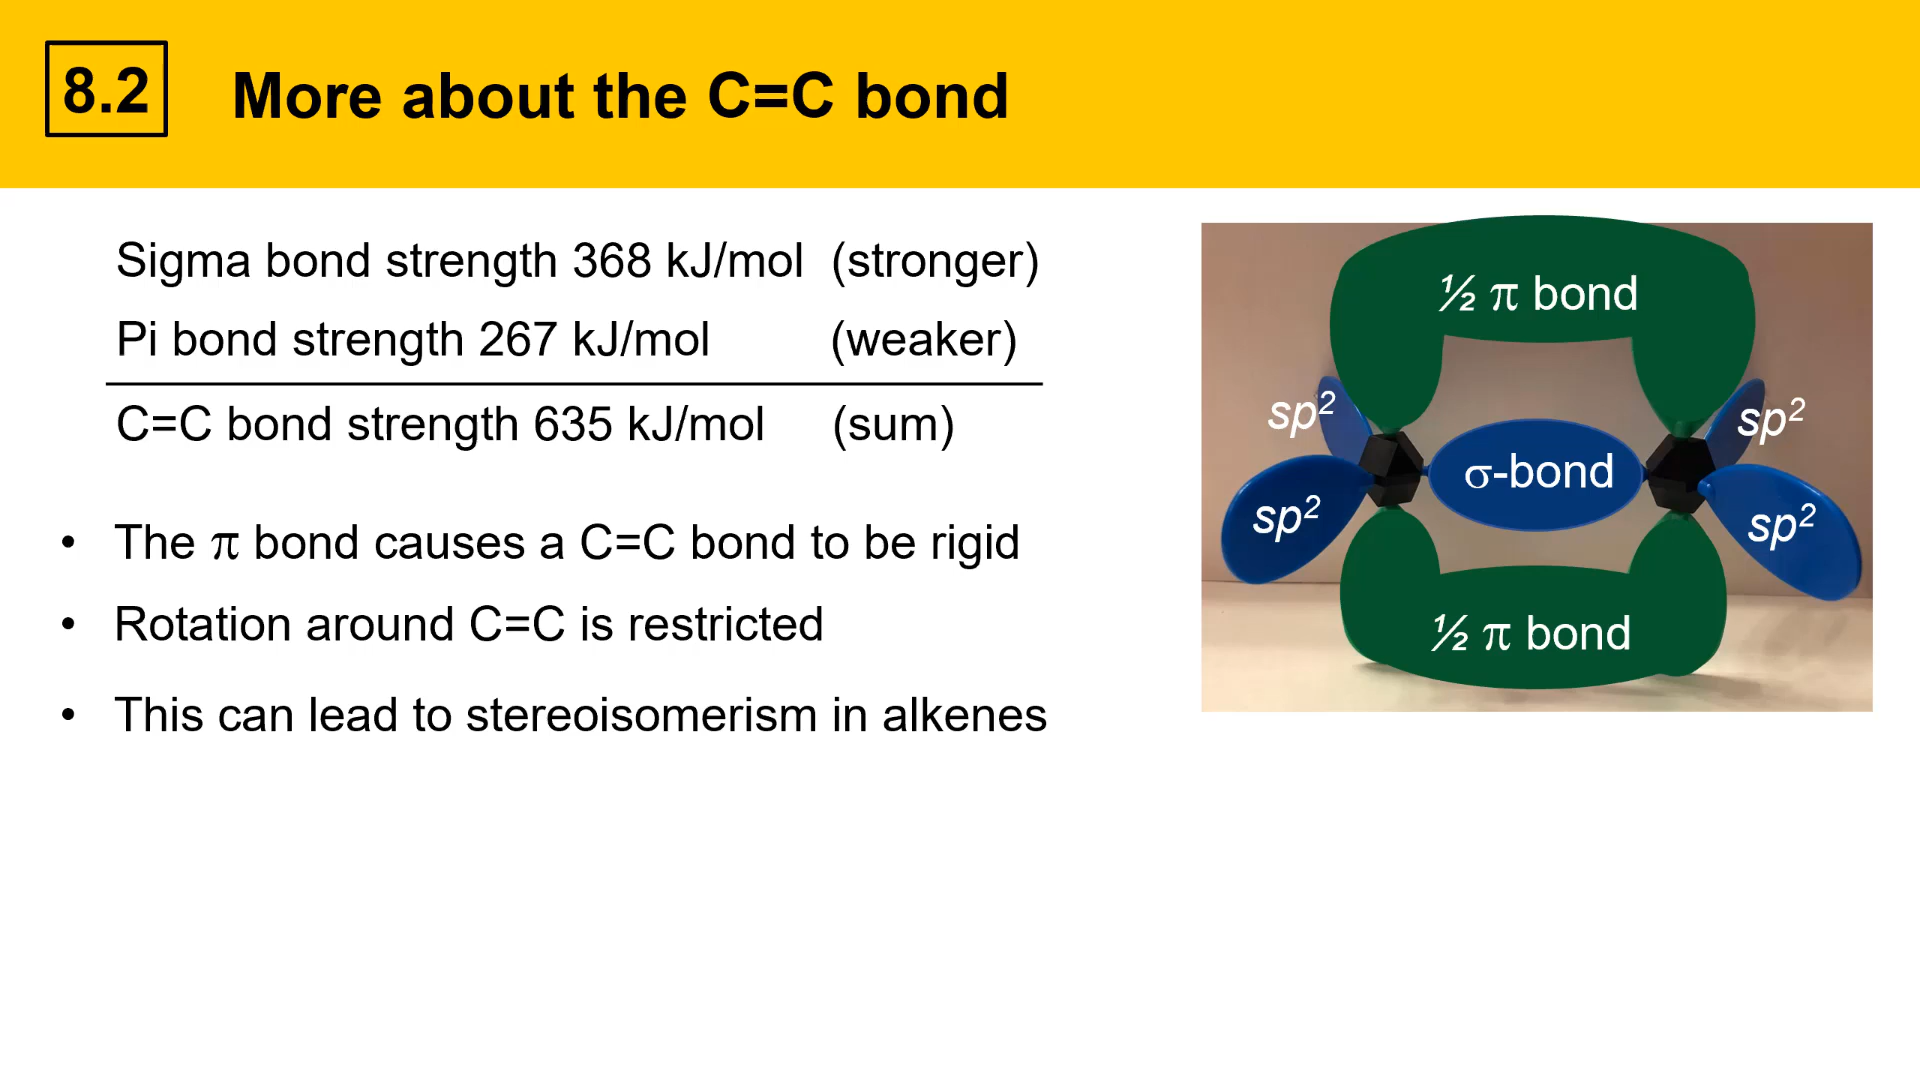 8.2
More about the C=C bond
Sigma bond strength 368 kJ/mol (stronger)
Pi bond strength 267 kJ/mol (weaker)
C=C bond strength 635 kJ/mol (sum)
• The π bond causes a C=C bond to be rigid
• Rotation around C=C is restricted
• This can lead to stereoisomerism in alkenes
½ π bond
sp²
sp²
σ-bond
sp²
sp²
½ π bond